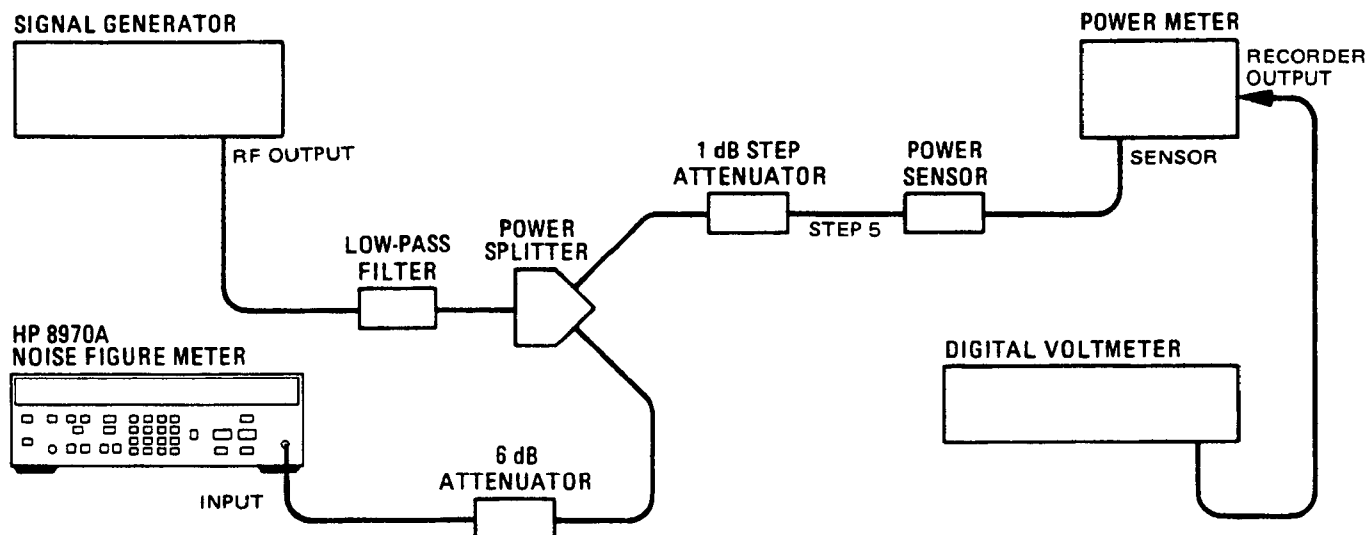 SIGNAL GENERATOR
RF OUTPUT
POWER METER
RECORDER
OUTPUT
SENSOR
1 dB STEP
ATTENUATOR
STEP 5
POWER
SENSOR
POWER
SPLITTER
LOW-PASS
FILTER
HP 8970A
NOISE FIGURE METER
INPUT
6 dB
ATTENUATOR
DIGITAL VOLTMETER